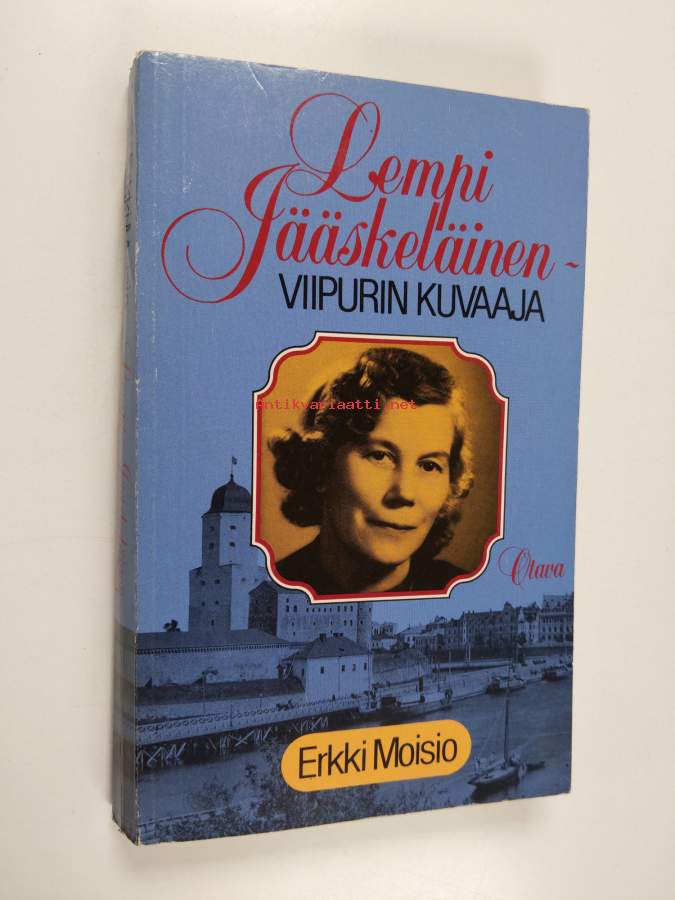 Lempi
Jääskeläinen -
VIIPURIN KUVAAJA
antikvariaatti.net
Otava
Erkki Moisio